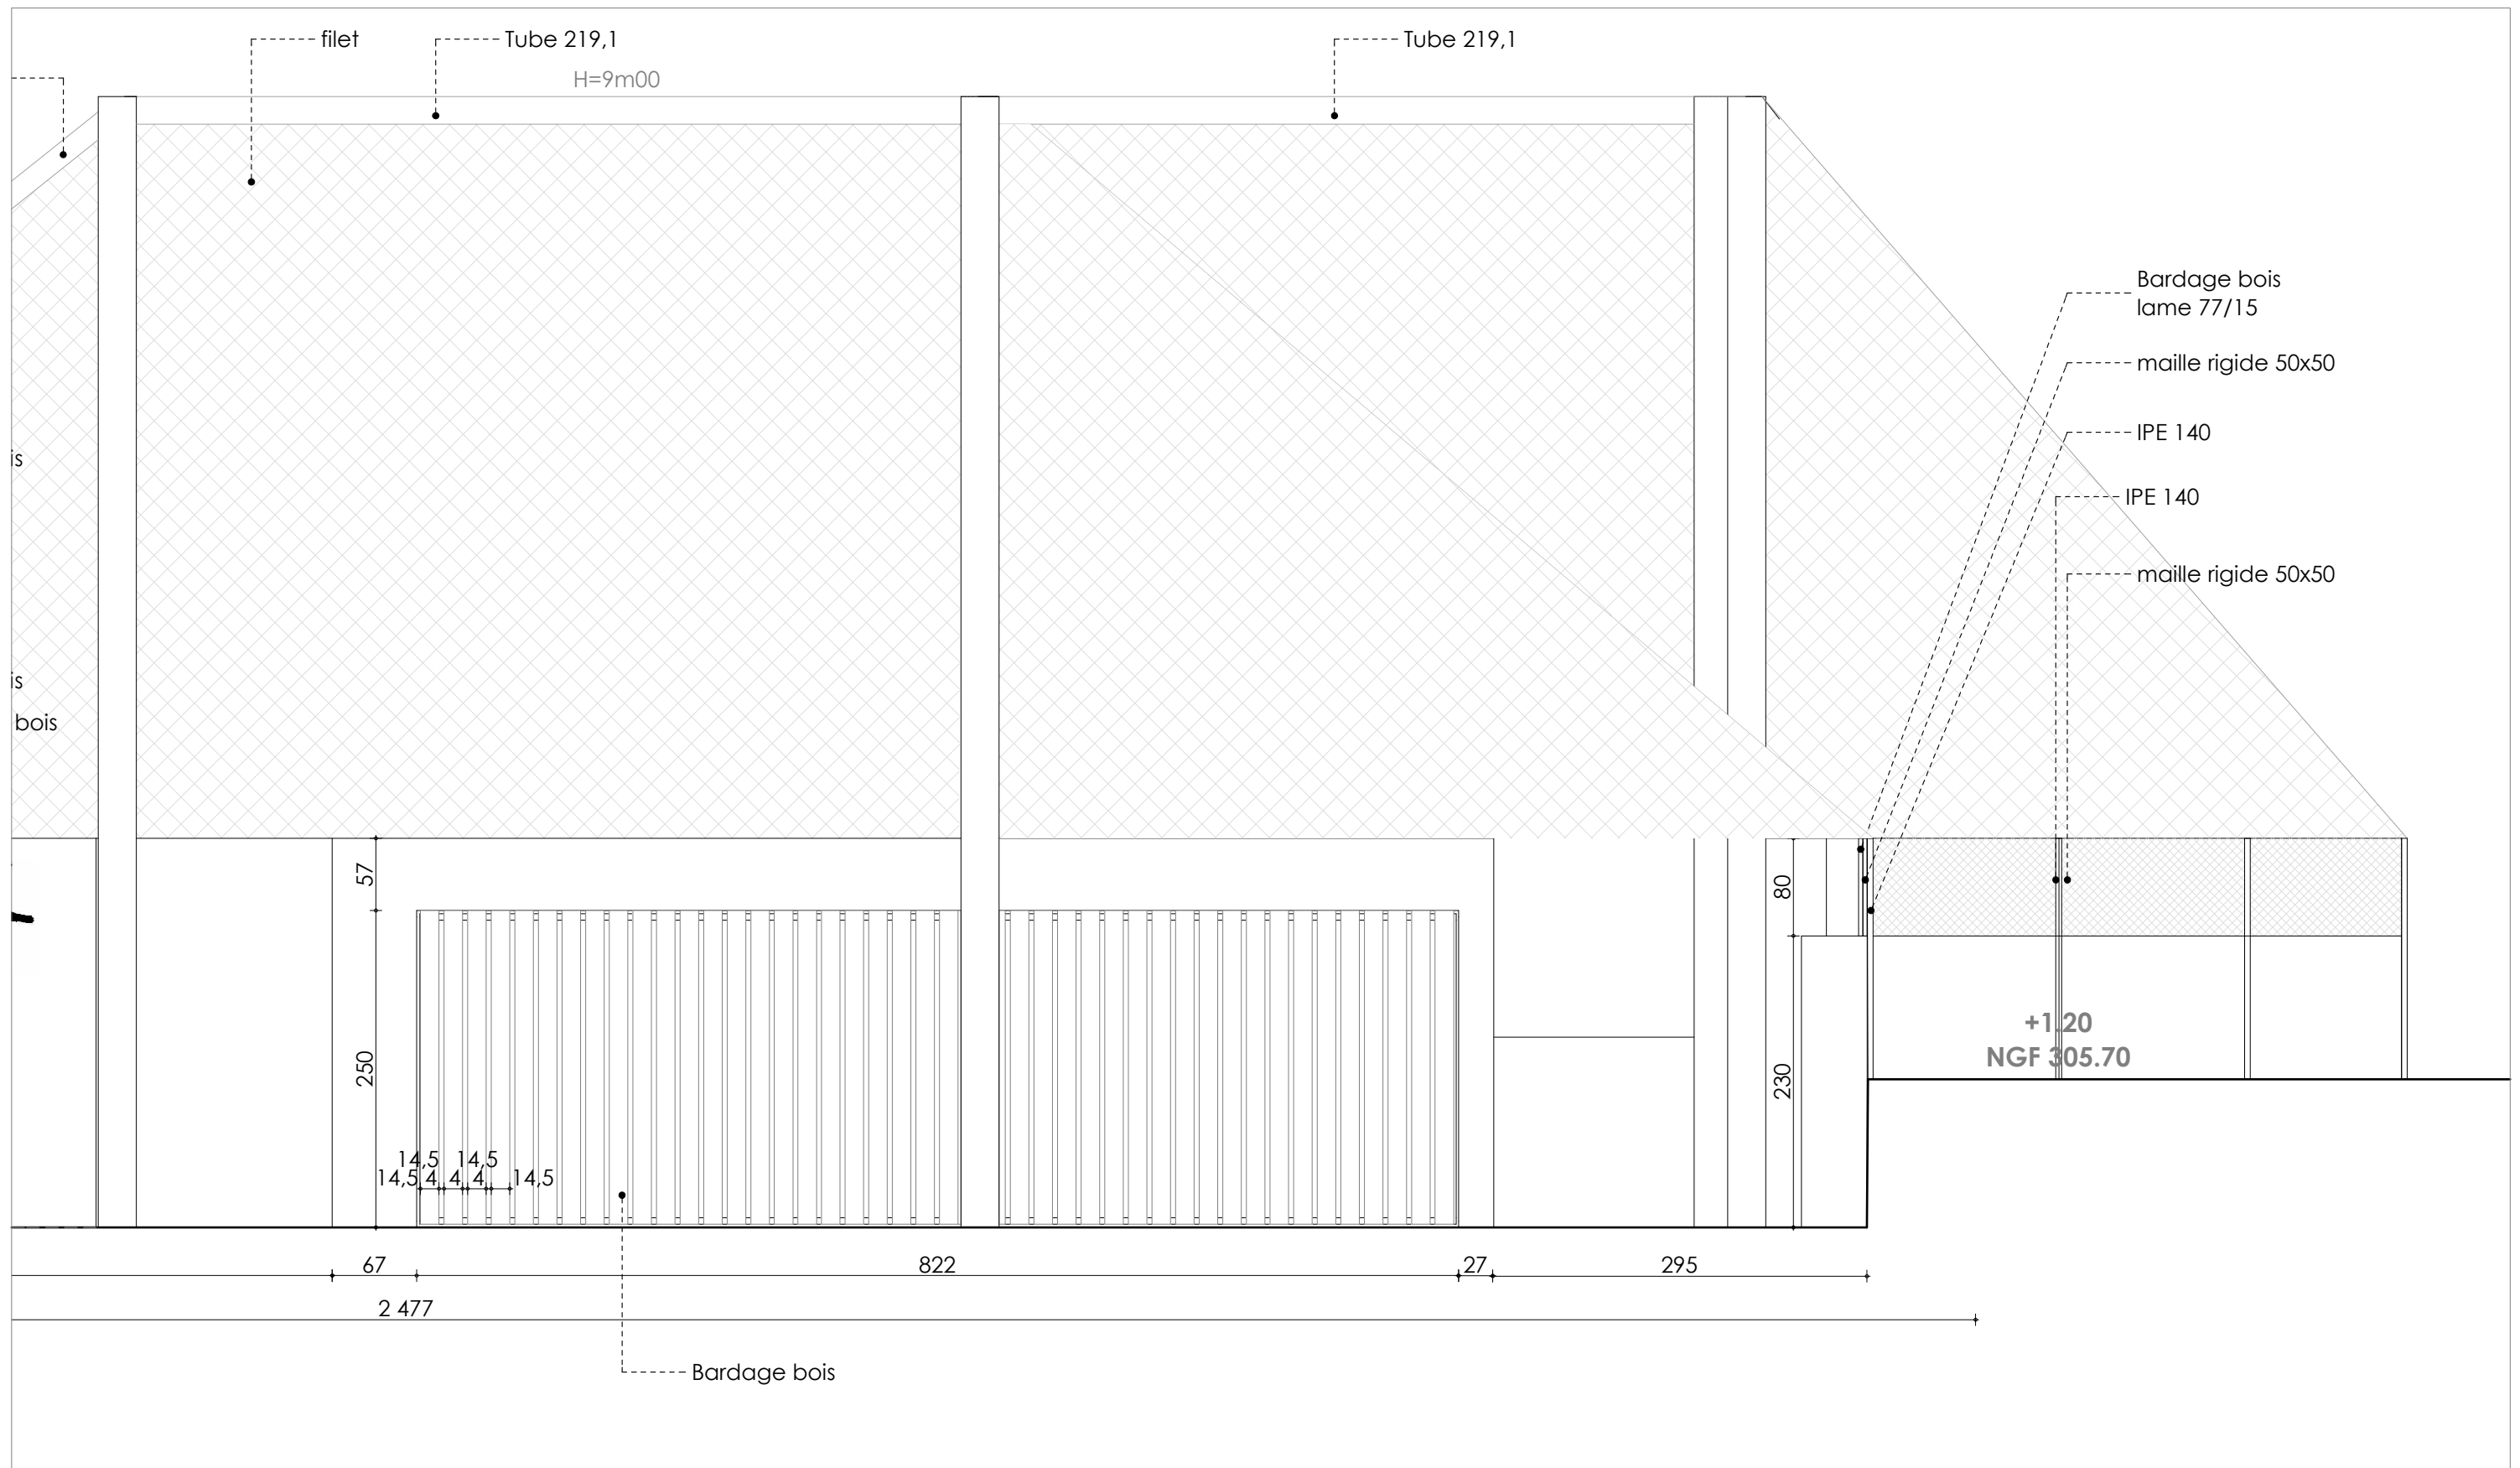 filet
Tube 219,1
Tube 219,1
H=9m00
Bardage bois
lame 77/15
maille rigide 50x50
IPE 140
IPE 140
maille rigide 50x50
is
is
bois
57
80
250
230
+1.20
NGF 305.70
14,5
14,5
14,5
4
4
4
14,5
67
822
27
295
2 477
Bardage bois